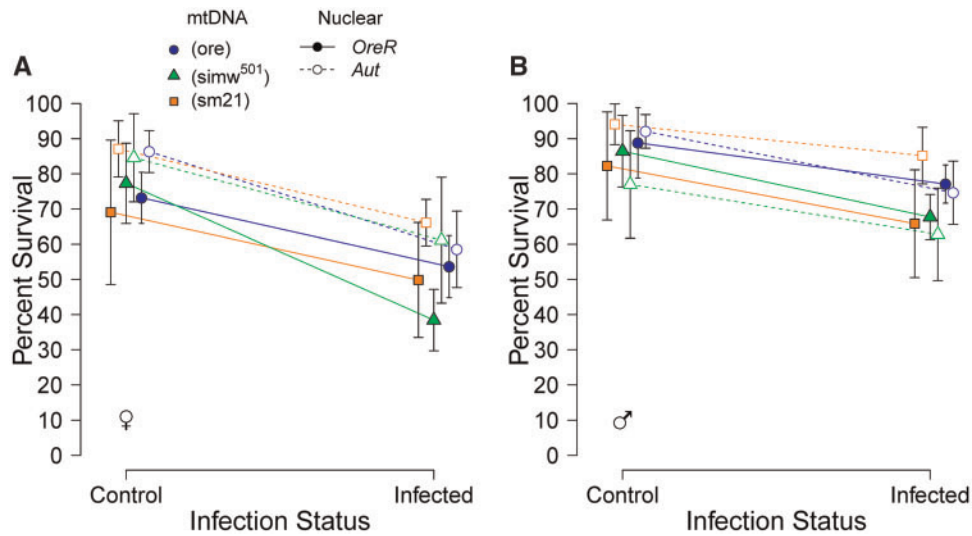 mtDNA Nuclear
(ore) OreR
(simw501) Aut
(sm21)
A
100
90
80
70
60
50
40
30
20
10
0
Percent Survival
♀
Control Infected
Infection Status
B
100
90
80
70
60
50
40
30
20
10
0
Percent Survival
♂
Control Infected
Infection Status